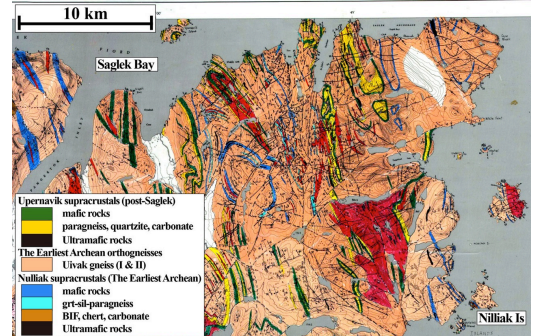 10 km
FIORD
Saglek Bay
Upernavik supracrustals (post-Saglek)
mafic rocks
paragneiss, quartzite, carbonate
Ultramafic rocks
The Earliest Archean orthogneisses
Uivak gneiss (I & II)
Nulliak supracrustals (The Earliest Archean)
mafic rocks
grt-sil-paragneiss
BIF, chert, carbonate
Ultramafic rocks
Nilliak Is